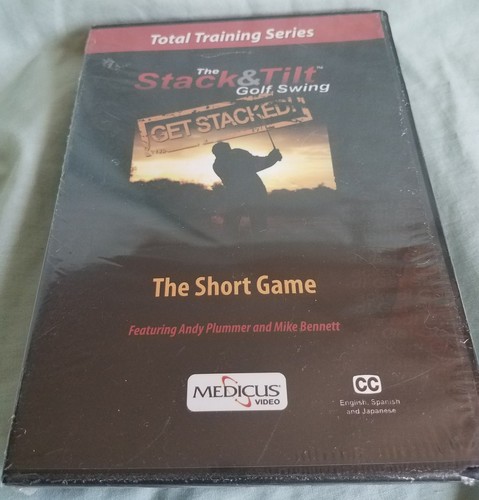 Total Training Series
The
Stack&Tilt™
Golf Swing
GET STACKED!
The Short Game
Featuring Andy Plummer and Mike Bennett
MEDICUS®
VIDEO
CC
English, Spanish
and Japanese